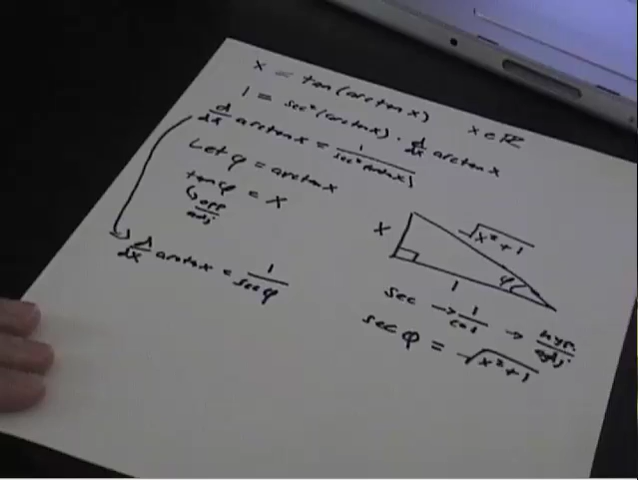 x = tan(arctan x)
x ∈ ℝ
1 = sec²(arctan x) · d/dx arctan x
d/dx arctan x = 1/sec²(arctan x)
Let φ = arctan x
tan φ = x
opp/adj
d/dx arctan x = 1/sec φ
x
√x²+1
1
φ
sec → 1/cos → hyp./adj.
sec φ = √x²+1